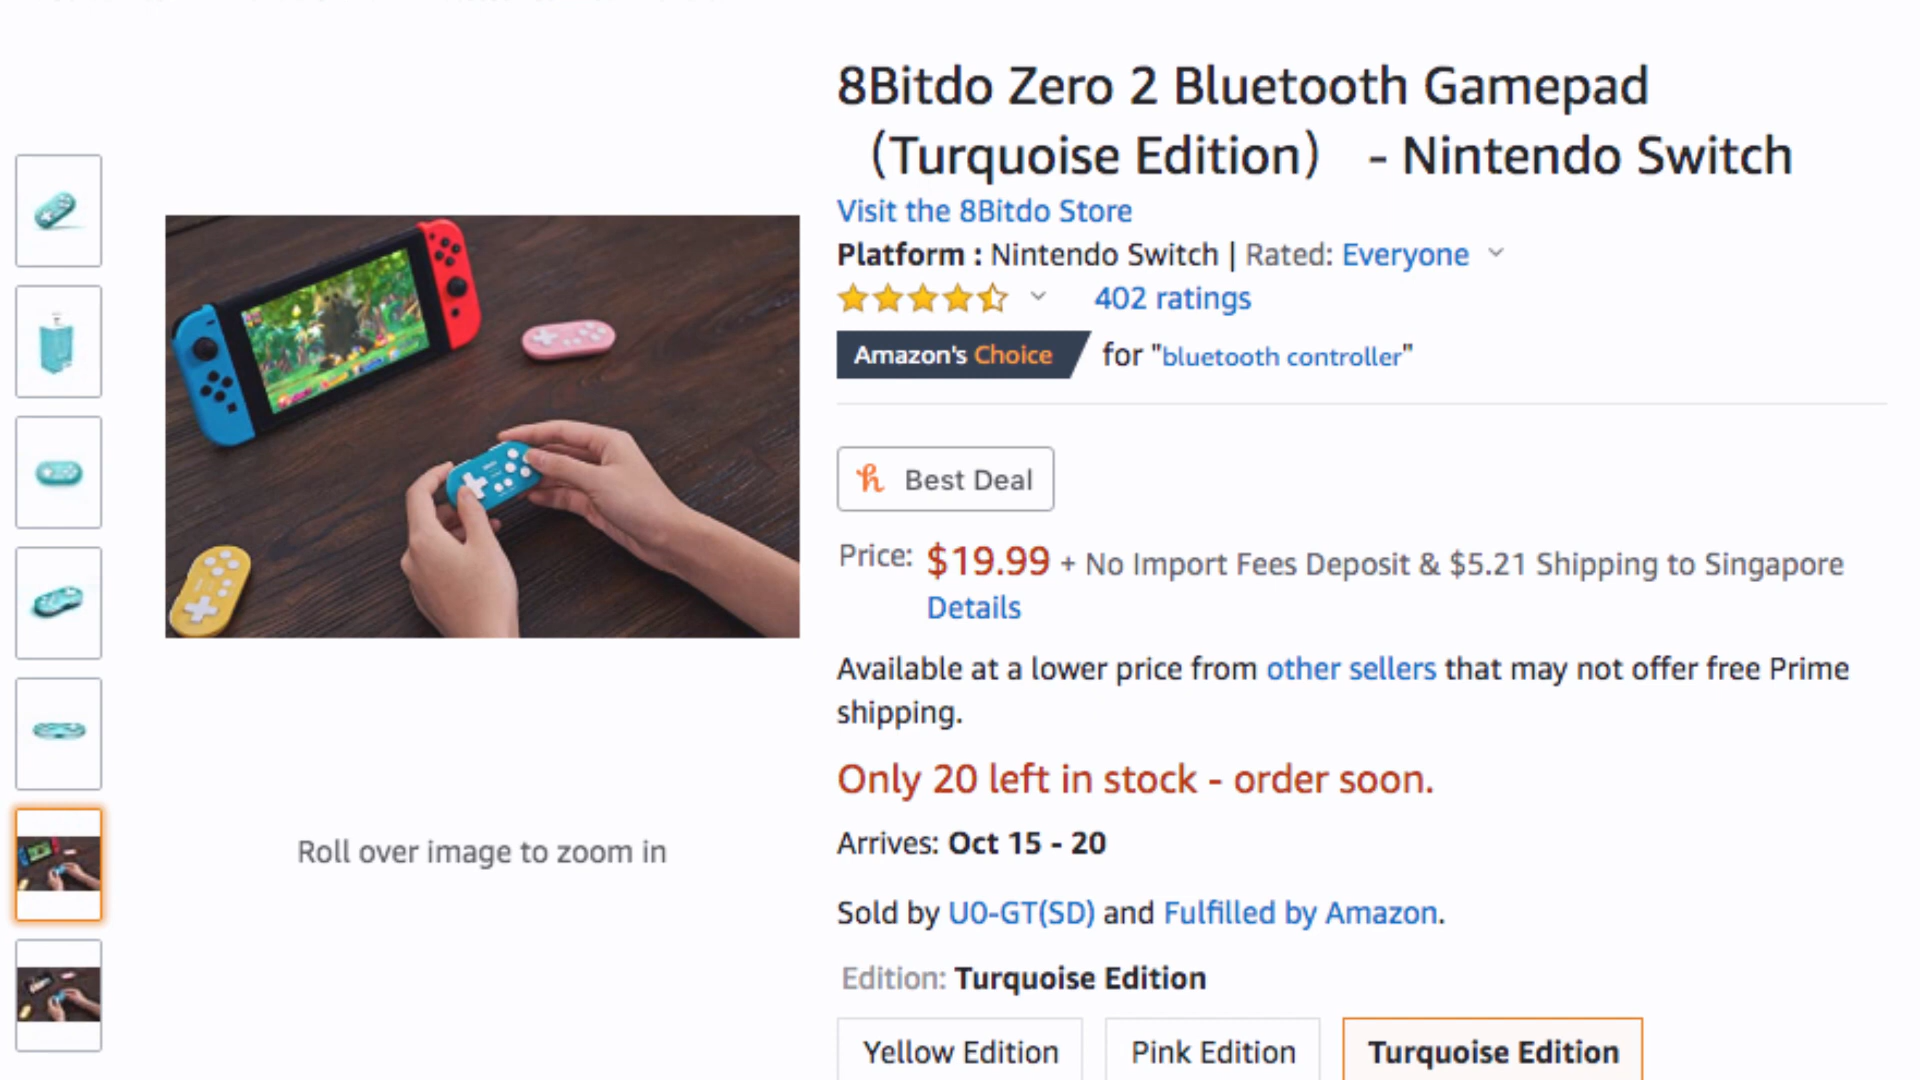 8Bitdo Zero 2 Bluetooth Gamepad
（Turquoise Edition） - Nintendo Switch
Visit the 8Bitdo Store
Platform : Nintendo Switch | Rated: Everyone
402 ratings
Amazon's Choice for "bluetooth controller"
Best Deal
Price: $19.99 + No Import Fees Deposit & $5.21 Shipping to Singapore
Details
Available at a lower price from other sellers that may not offer free Prime
shipping.
Only 20 left in stock - order soon.
Arrives: Oct 15 - 20
Roll over image to zoom in
Sold by U0-GT(SD) and Fulfilled by Amazon.
Edition: Turquoise Edition
Yellow Edition Pink Edition Turquoise Edition